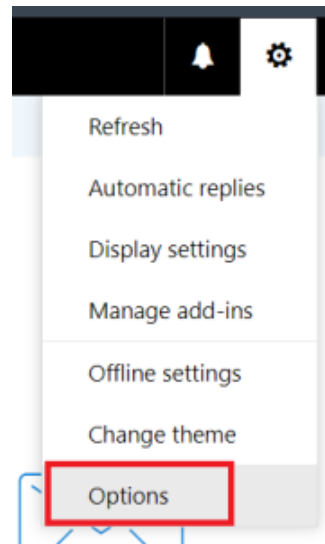 Refresh
Automatic replies
Display settings
Manage add-ins
Offline settings
Change theme
Options